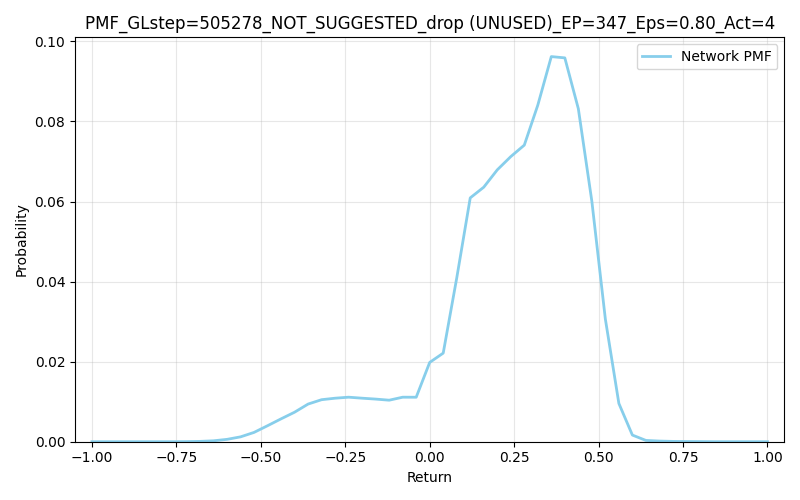 PMF_GLstep=505278_NOT_SUGGESTED_drop (UNUSED)_EP=347_Eps=0.80_Act=4
Network PMF
0.10
0.08
0.06
0.04
0.02
0.00
Probability
−1.00 −0.75 −0.50 −0.25 0.00 0.25 0.50 0.75 1.00
Return